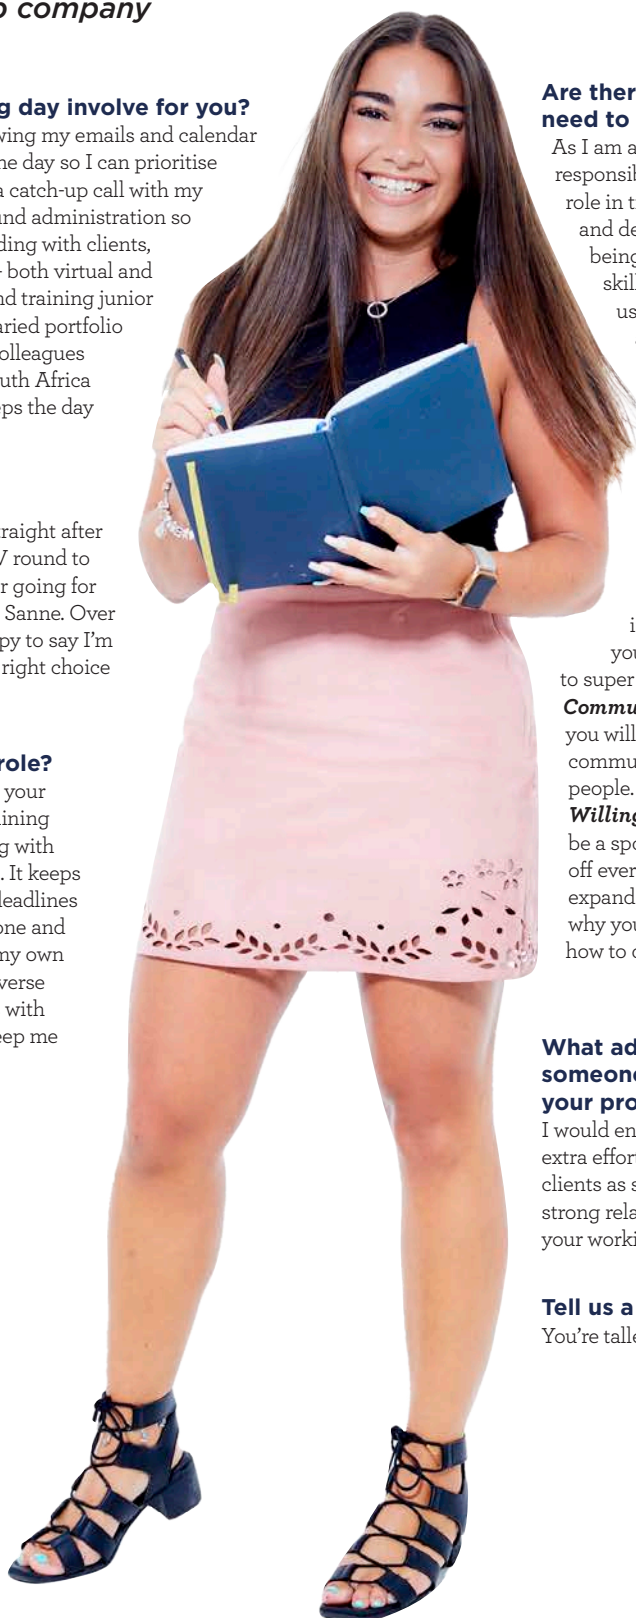 p company
g day involve for you?
wing my emails and calendar
he day so I can prioritise
a catch-up call with my
und administration so
ding with clients,
both virtual and
nd training junior
aried portfolio
olleagues
uth Africa
eps the day
traight after
V round to
r going for
Sanne. Over
ppy to say I'm
right choice
role?
your
ining
g with
. It keeps
deadlines
one and
my own
verse
with
eep me
Are ther
need to
As I am a
responsib
role in t
and de
being
skil
us
i
you
to super
Commu
you will
commu
people.
Willing
be a spo
off ever
expand
why you
how to d
What ad
someone
your pro
I would en
extra effort
clients as s
strong rela
your worki
Tell us a
You're talle